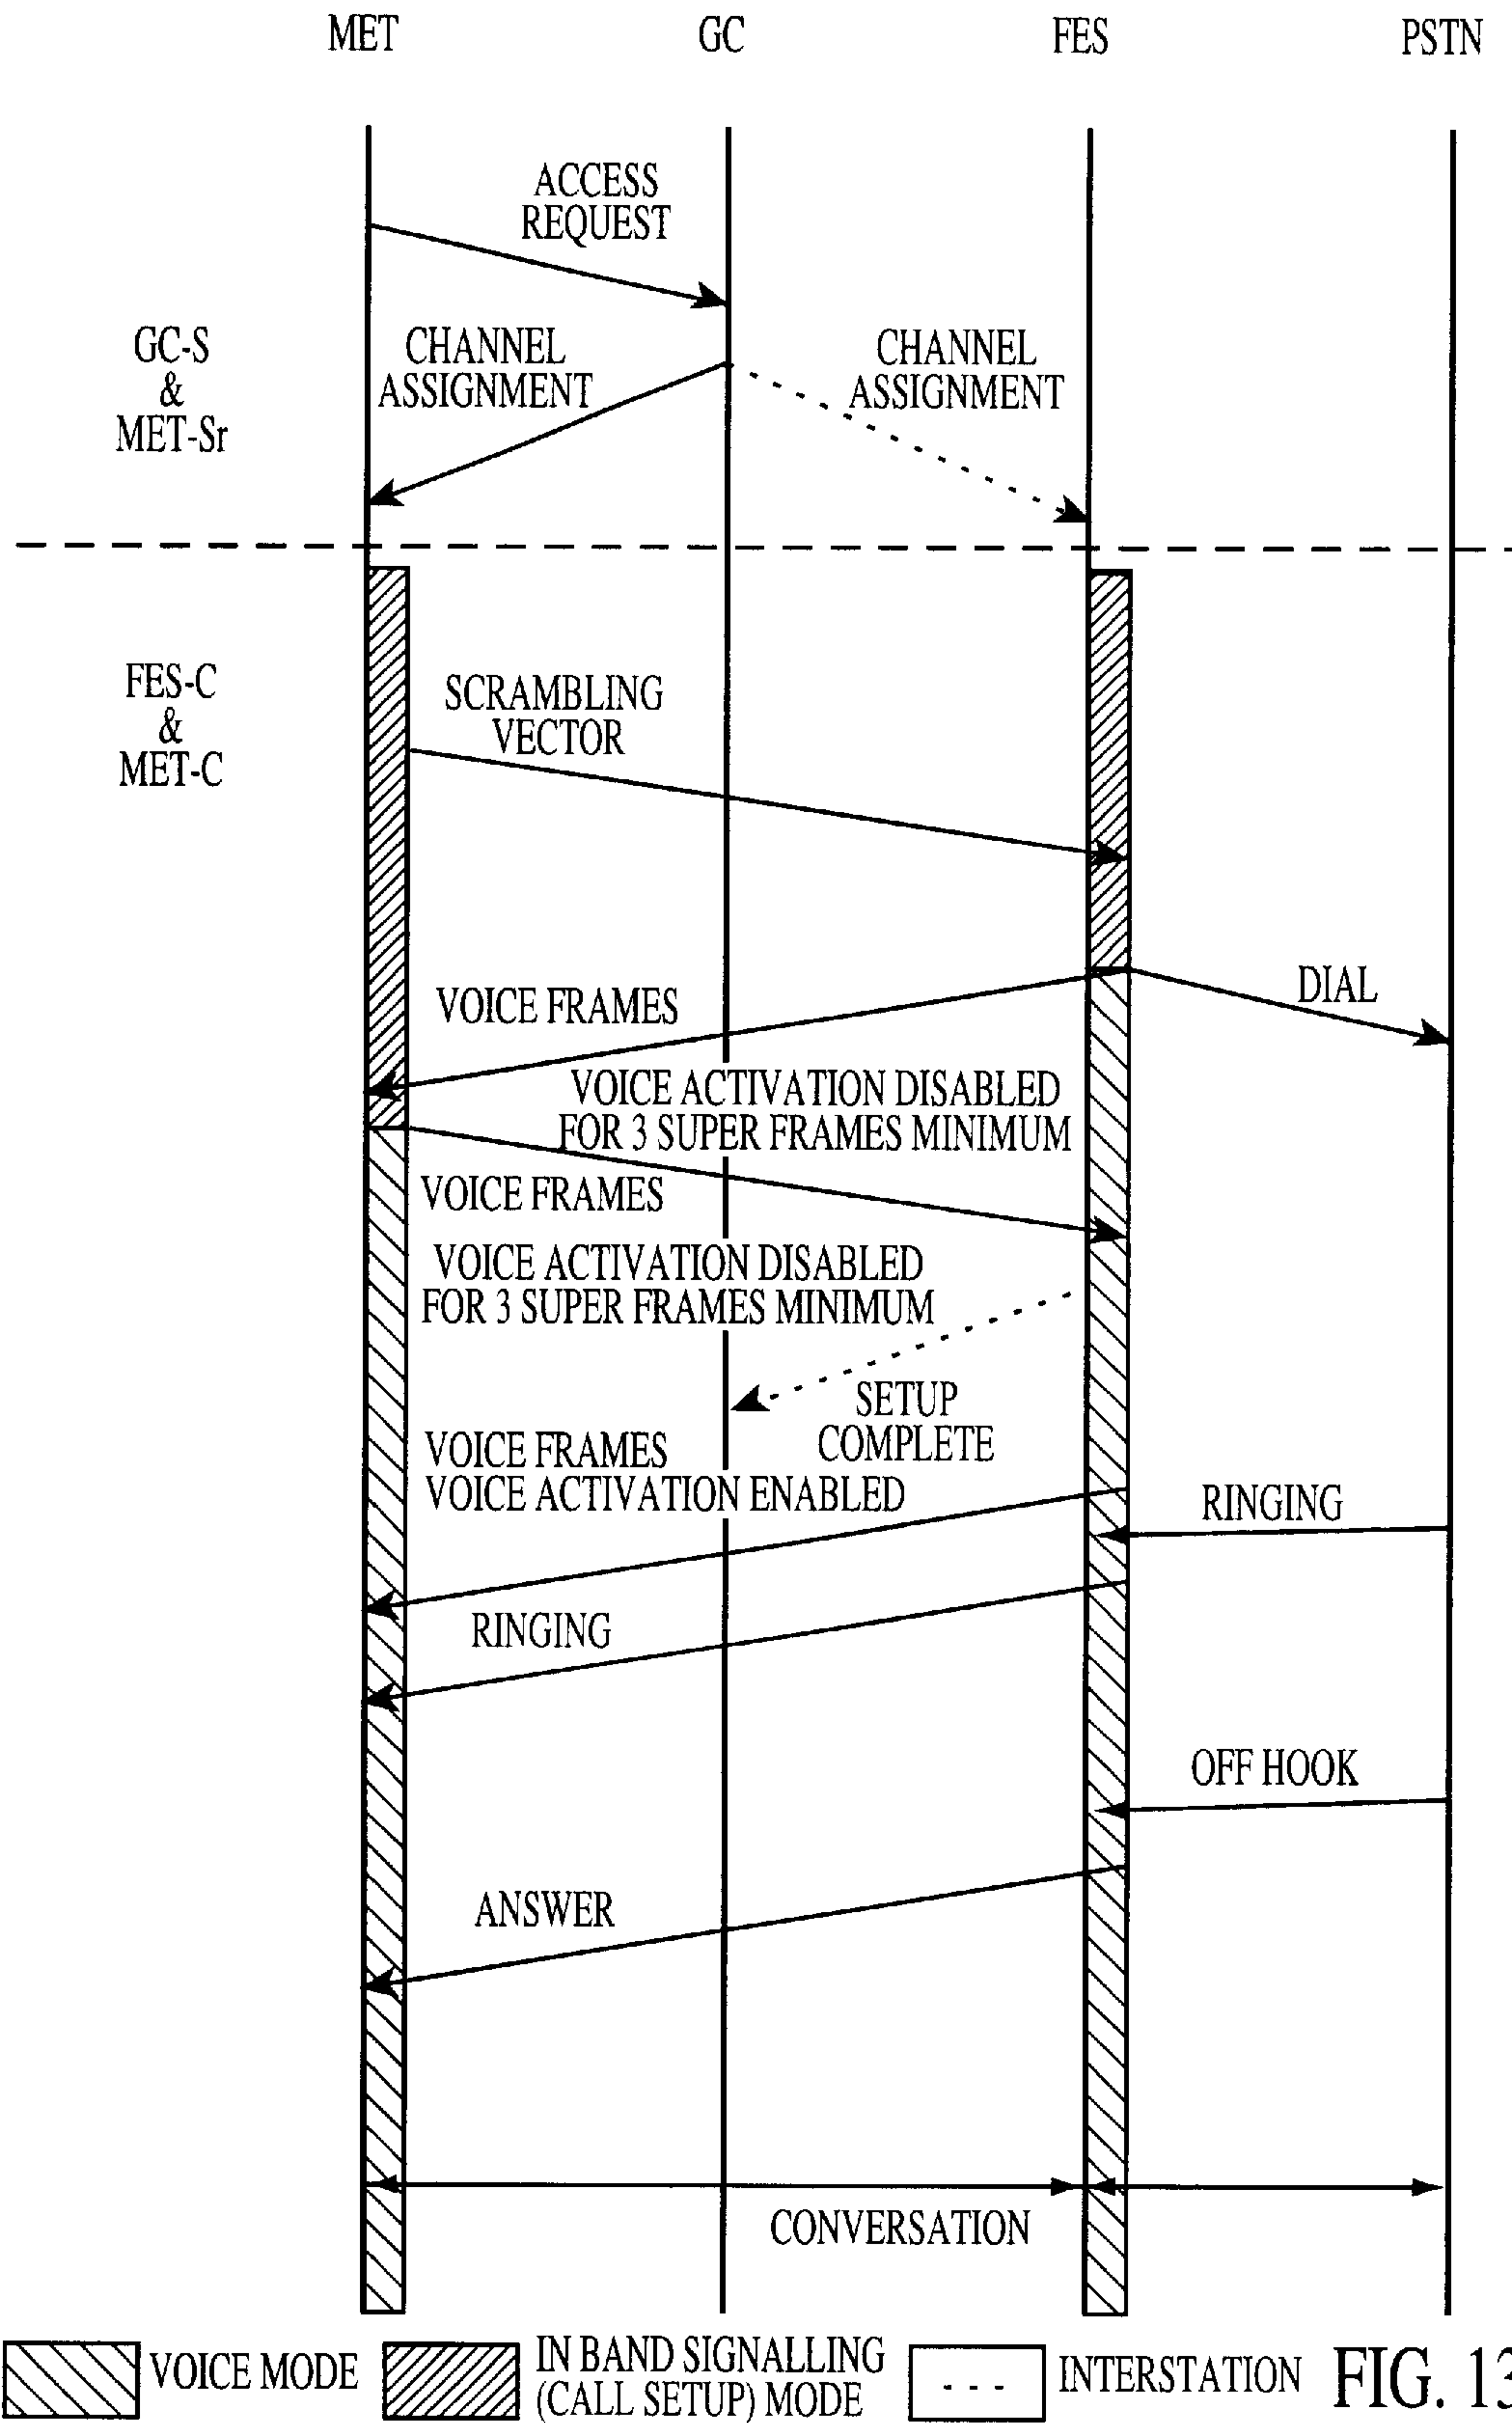 MET GC FES PSTN
ACCESS
REQUEST
GC-S
&
MET-Sr
CHANNEL
ASSIGNMENT
CHANNEL
ASSIGNMENT
FES-C
&
MET-C
SCRAMBLING
VECTOR
VOICE FRAMES
DIAL
VOICE ACTIVATION DISABLED
FOR 3 SUPER FRAMES MINIMUM
VOICE FRAMES
VOICE ACTIVATION DISABLED
FOR 3 SUPER FRAMES MINIMUM
SETUP
COMPLETE
VOICE FRAMES
VOICE ACTIVATION ENABLED
RINGING
RINGING
OFF HOOK
ANSWER
CONVERSATION
VOICE MODE
IN BAND SIGNALLING
(CALL SETUP) MODE
INTERSTATION
FIG. 13